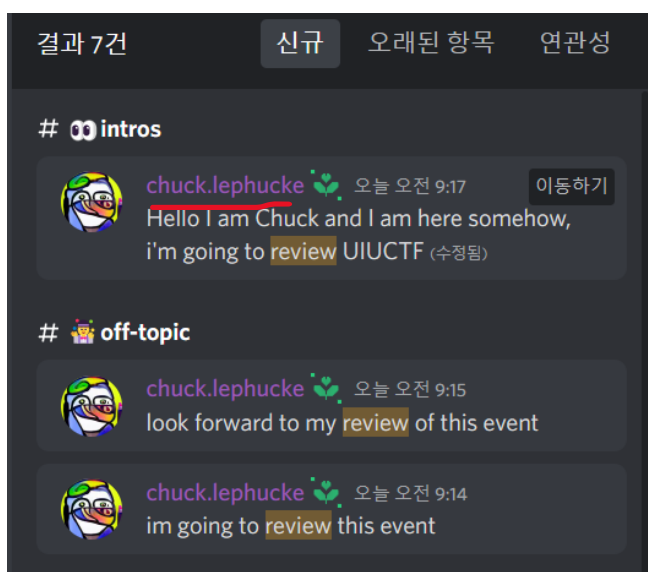 결과 7건 신규 오래된 항목 연관성
# 👀 intros
chuck.lephucke 오늘 오전 9:17 이동하기
Hello I am Chuck and I am here somehow,
i'm going to review UIUCTF (수정됨)
# off-topic
chuck.lephucke 오늘 오전 9:15
look forward to my review of this event
chuck.lephucke 오늘 오전 9:14
im going to review this event